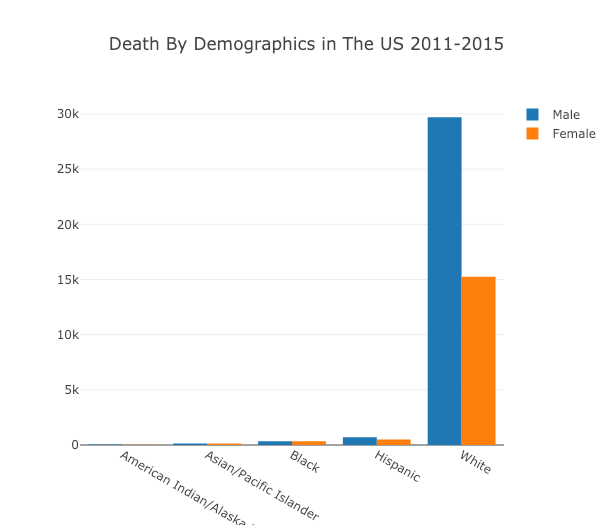 Death By Demographics in The US 2011-2015
Male
Female
30k
25k
20k
15k
10k
5k
0
American Indian/Alaska
Asian/Pacific Islander
Black
Hispanic
White